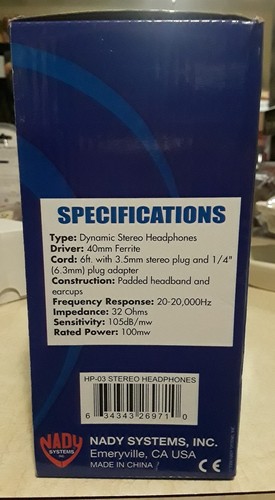 SPECIFICATIONS
Type: Dynamic Stereo Headphones
Driver: 40mm Ferrite
Cord: 6ft. with 3.5mm stereo plug and 1/4"
(6.3mm) plug adapter
Construction: Padded headband and
earcups
Frequency Response: 20-20,000Hz
Impedance: 32 Ohms
Sensitivity: 105dB/mw
Rated Power: 100mw
HP-03 STEREO HEADPHONES
6 34343 26971 0
NADY
SYSTEMS, INC.
NADY SYSTEMS, INC.
Emeryville, CA USA
MADE IN CHINA
CE